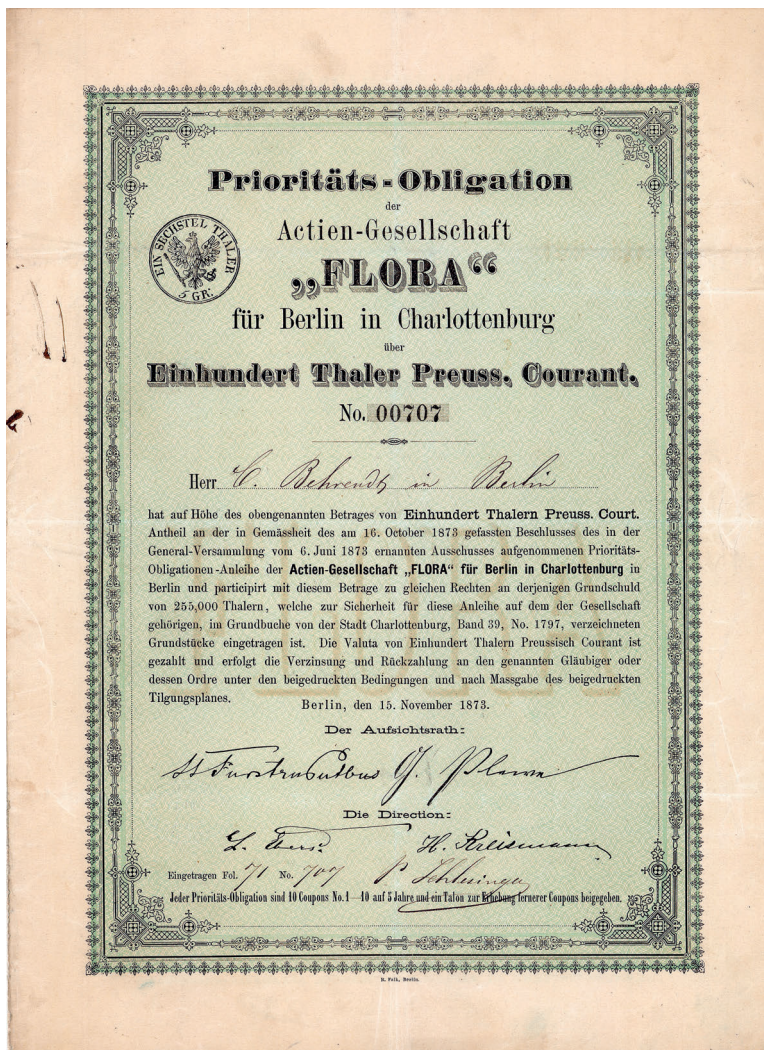 Prioritäts-Obligation
der
Actien-Gesellschaft
„FLORA“
EIN SECHSTEL THALER
5 GR.
für Berlin in Charlottenburg
über
Einhundert Thaler Preuss. Courant.
No. 00707
Herr C. Behrendt in Berlin
hat auf Höhe des obengenannten Betrages von Einhundert Thalern Preuss. Court.
Antheil an der in Gemässheit des am 16. October 1873 gefassten Beschlusses des in der
General-Versammlung vom 6. Juni 1873 ernannten Ausschusses aufgenommenen Prioritäts-
Obligationen-Anleihe der Actien-Gesellschaft „FLORA“ für Berlin in Charlottenburg in
Berlin und participirt mit diesem Betrage zu gleichen Rechten an derjenigen Grundschuld
von 255,000 Thalern, welche zur Sicherheit für diese Anleihe auf dem der Gesellschaft
gehörigen, im Grundbuche von der Stadt Charlottenburg, Band 39, No. 1797, verzeichneten
Grundstücke eingetragen ist. Die Valuta von Einhundert Thalern Preussisch Courant ist
gezahlt und erfolgt die Verzinsung und Rückzahlung an den genannten Gläubiger oder
dessen Ordre unter den beigedruckten Bedingungen und nach Massgabe des beigedruckten
Tilgungsplanes.
Berlin, den 15. November 1873.
Der Aufsichtsrath:
G. Plewe
Die Direction:
H. Kreismann
Eingetragen Fol. 71 No. 707
Jeder Prioritäts-Obligation sind 10 Coupons No. 1—10 auf 5 Jahre und ein Talon zur Erhebung fernerer Coupons beigegeben.
R. Falk, Berlin.